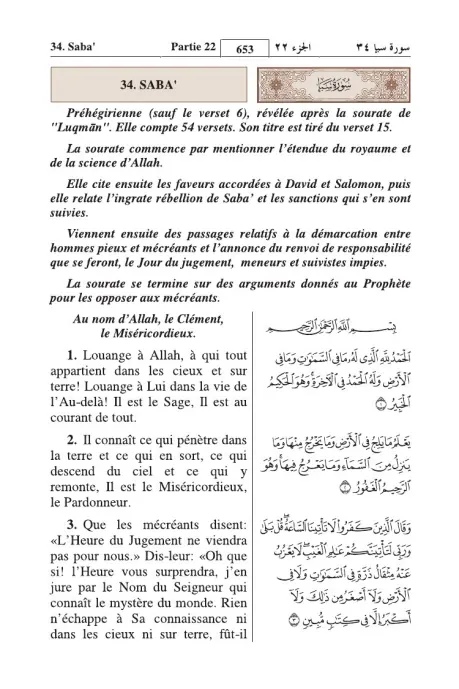 34. Saba' Partie 22 653 الجزء ٢٢ سورة سبإ ٣٤
34. SABA' سُورَةُ سَبَإٍ
Préhégirienne (sauf le verset 6), révélée après la sourate de
"Luqmān". Elle compte 54 versets. Son titre est tiré du verset 15.
La sourate commence par mentionner l’étendue du royaume et
de la science d’Allah.
Elle cite ensuite les faveurs accordées à David et Salomon, puis
elle relate l’ingrate rébellion de Saba’ et les sanctions qui s’en sont
suivies.
Viennent ensuite des passages relatifs à la démarcation entre
hommes pieux et mécréants et l’annonce du renvoi de responsabilité
que se feront, le Jour du jugement, meneurs et suivistes impies.
La sourate se termine sur des arguments donnés au Prophète
pour les opposer aux mécréants.
Au nom d’Allah, le Clément,
le Miséricordieux.
1. Louange à Allah, à qui tout
appartient dans les cieux et sur
terre! Louange à Lui dans la vie de
l’Au-delà! Il est le Sage, Il est au
courant de tout.
2. Il connaît ce qui pénètre dans
la terre et ce qui en sort, ce qui
descend du ciel et ce qui y
remonte, Il est le Miséricordieux,
le Pardonneur.
3. Que les mécréants disent:
«L’Heure du Jugement ne viendra
pas pour nous.» Dis-leur: «Oh que
si! l’Heure vous surprendra, j’en
jure par le Nom du Seigneur qui
connaît le mystère du monde. Rien
n’échappe à Sa connaissance ni
dans les cieux ni sur terre, fût-il
بِسْمِ ٱللَّهِ ٱلرَّحْمَٰنِ ٱلرَّحِيمِ
ٱلْحَمْدُ لِلَّهِ ٱلَّذِى لَهُۥ مَا فِى ٱلسَّمَٰوَٰتِ وَمَا فِى
ٱلْأَرْضِ وَلَهُ ٱلْحَمْدُ فِى ٱلْءَاخِرَةِ وَهُوَ ٱلْحَكِيمُ
ٱلْخَبِيرُ ١
يَعْلَمُ مَا يَلِجُ فِى ٱلْأَرْضِ وَمَا يَخْرُجُ مِنْهَا وَمَا
يَنزِلُ مِنَ ٱلسَّمَآءِ وَمَا يَعْرُجُ فِيهَا وَهُوَ
ٱلرَّحِيمُ ٱلْغَفُورُ ٢
وَقَالَ ٱلَّذِينَ كَفَرُوا۟ لَا تَأْتِينَا ٱلسَّاعَةُ قُلْ بَلَىٰ
وَرَبِّى لَتَأْتِيَنَّكُمْ عَٰلِمِ ٱلْغَيْبِ لَا يَعْزُبُ
عَنْهُ مِثْقَالُ ذَرَّةٍ فِى ٱلسَّمَٰوَٰتِ وَلَا فِى
ٱلْأَرْضِ وَلَآ أَصْغَرُ مِن ذَٰلِكَ وَلَآ
أَكْبَرُ إِلَّا فِى كِتَٰبٍ مُّبِينٍ ٣